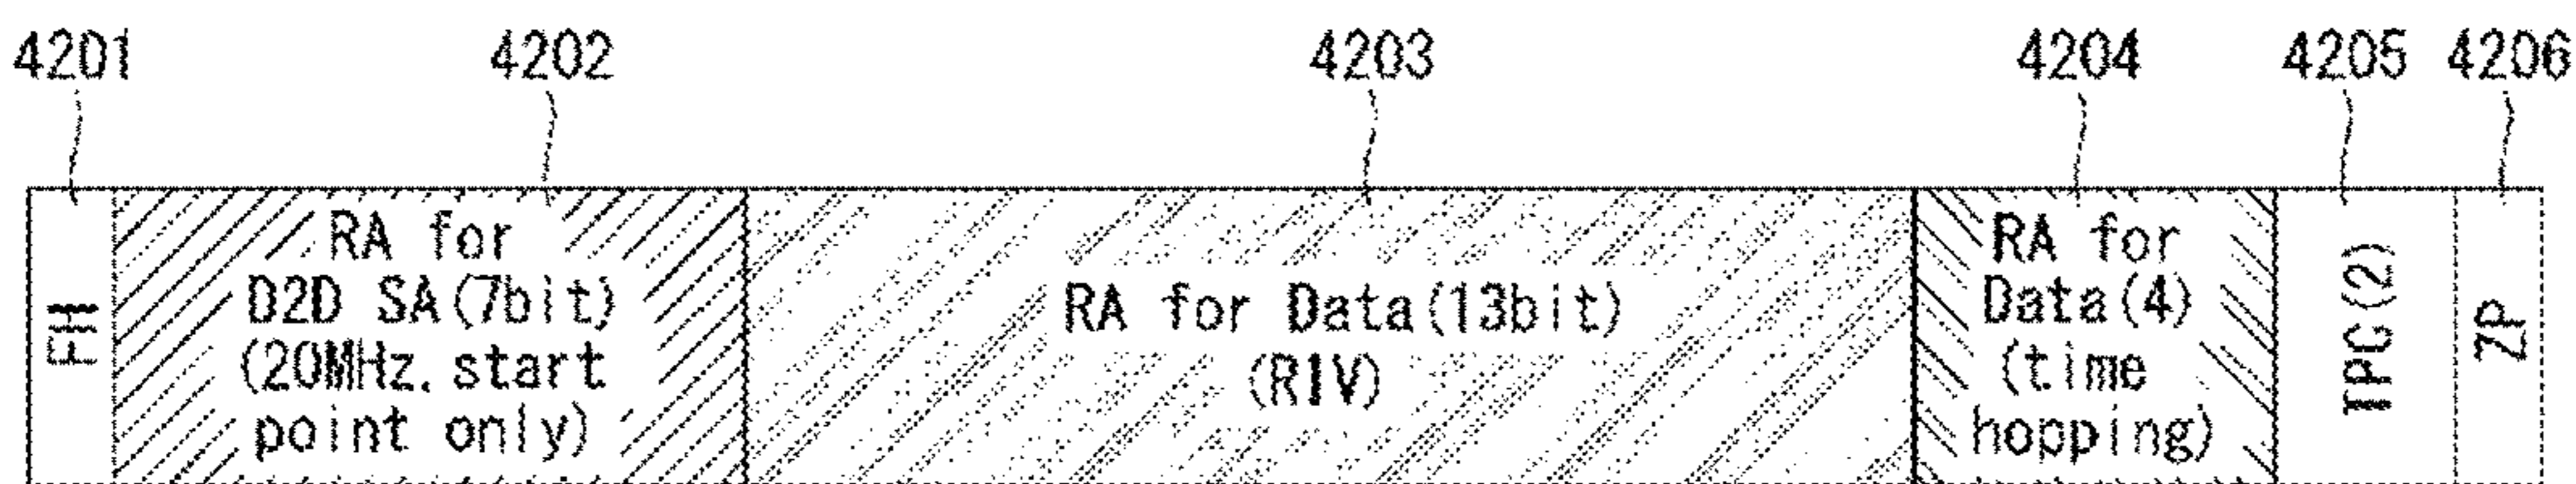 4201 4202 4203 4204 4205 4206
FH
RA for
D2D SA(7bit)
(20MHz. start
point only)
RA for Data(13bit)
(RIV)
RA for
Data(4)
(time
hopping)
TPC(2)
ZP